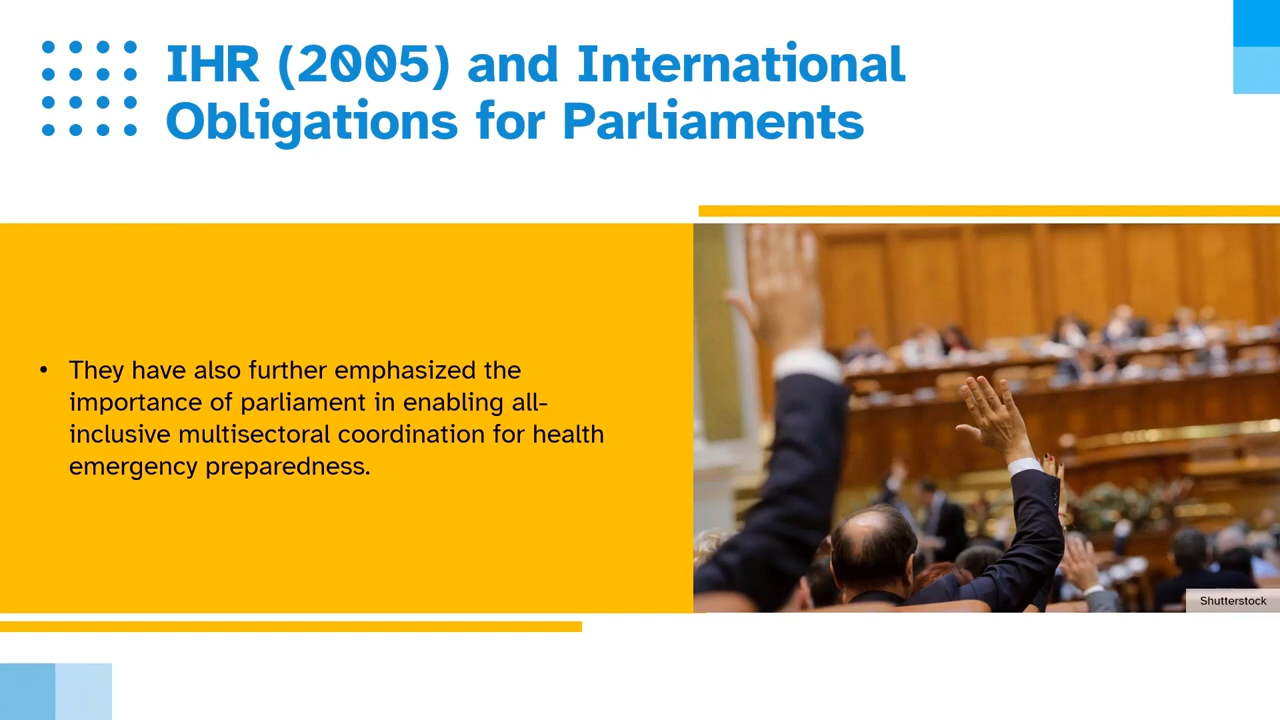 IHR (2005) and International
Obligations for Parliaments
• They have also further emphasized the
importance of parliament in enabling all-
inclusive multisectoral coordination for health
emergency preparedness.
Shutterstock